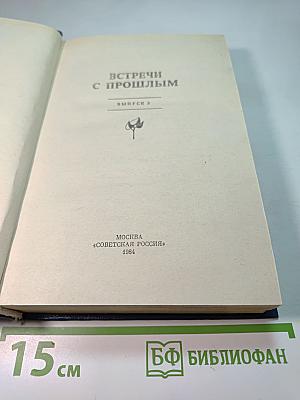 ВСТРЕЧИ
С ПРОШЛЫМ
ВЫПУСК 5
МОСКВА
«СОВЕТСКАЯ РОССИЯ»
1984
15 см
БФ БИБЛИОФАН